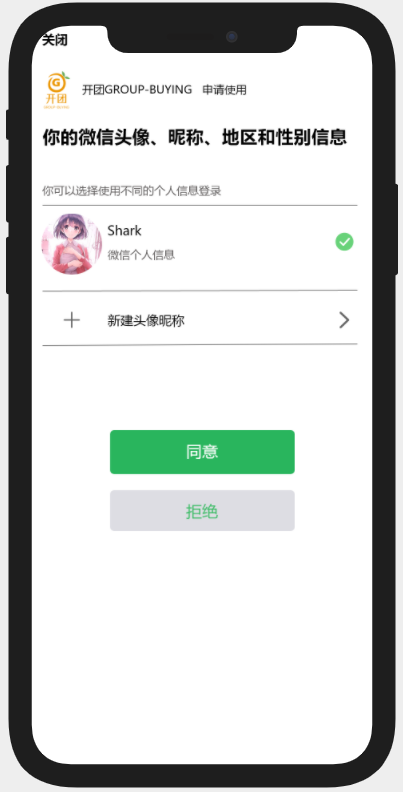 关闭
开团GROUP-BUYING 申请使用
开团
你的微信头像、昵称、地区和性别信息
你可以选择使用不同的个人信息登录
Shark
微信个人信息
新建头像昵称
同意
拒绝